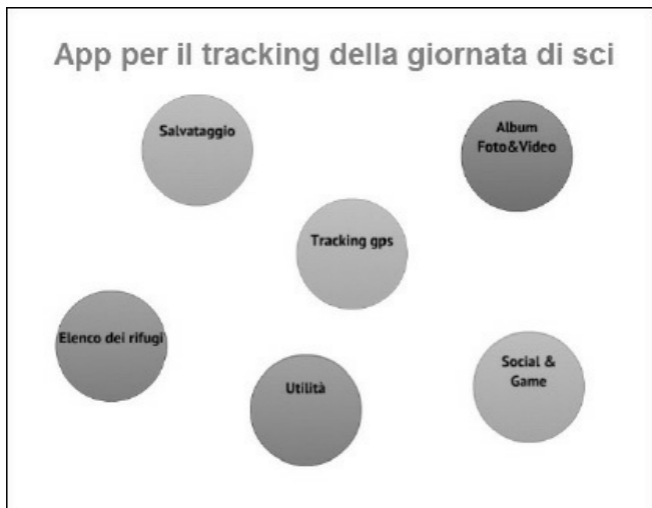 App per il tracking della giornata di sci
Salvataggio
Album
Foto&Video
Tracking gps
Elenco dei rifugi
Utilità
Social &
Game